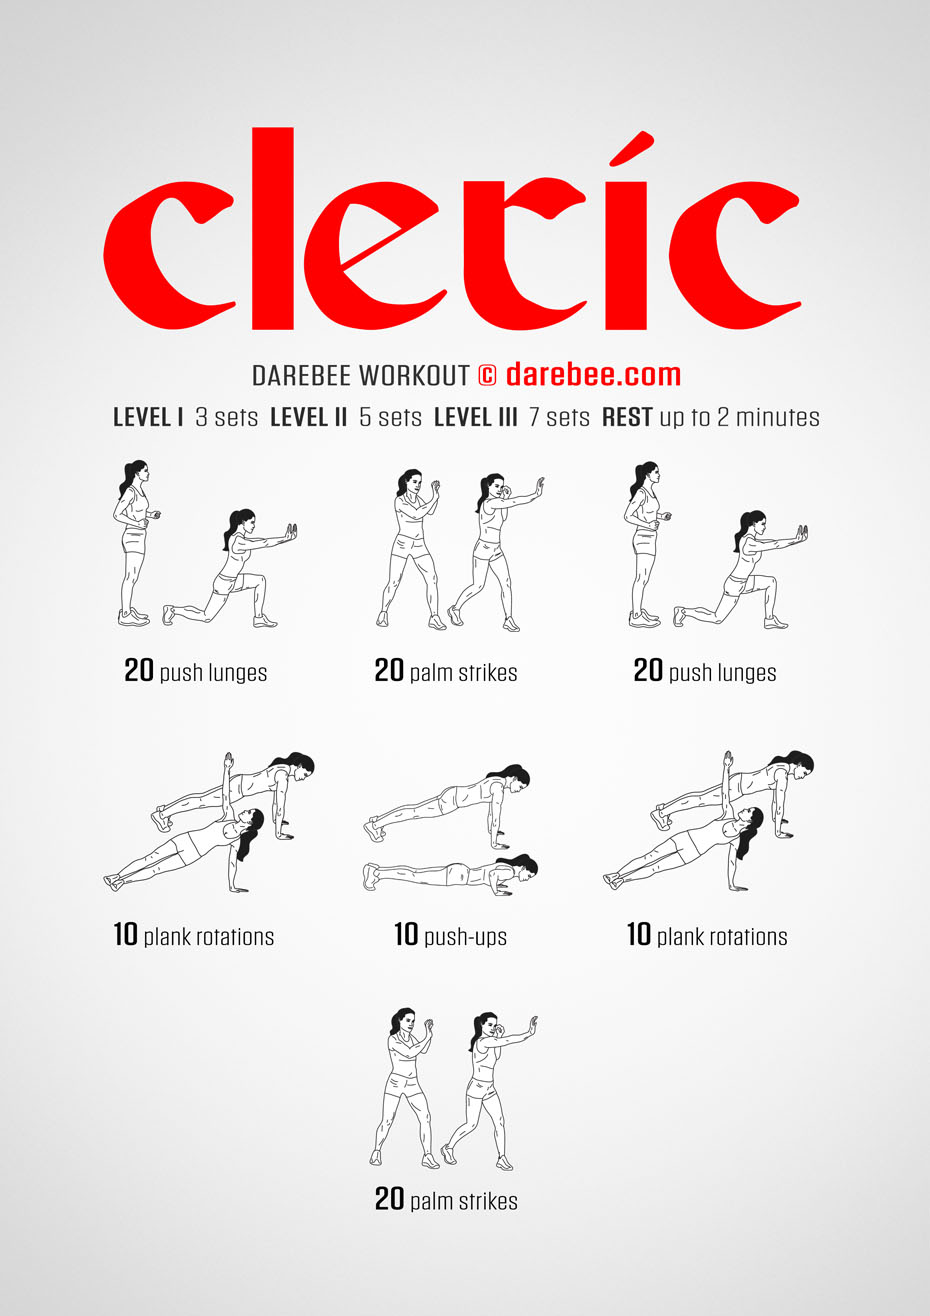 cleric
DAREBEE WORKOUT © darebee.com
LEVEL I 3 sets LEVEL II 5 sets LEVEL III 7 sets REST up to 2 minutes
20 push lunges
20 palm strikes
20 push lunges
10 plank rotations
10 push-ups
10 plank rotations
20 palm strikes